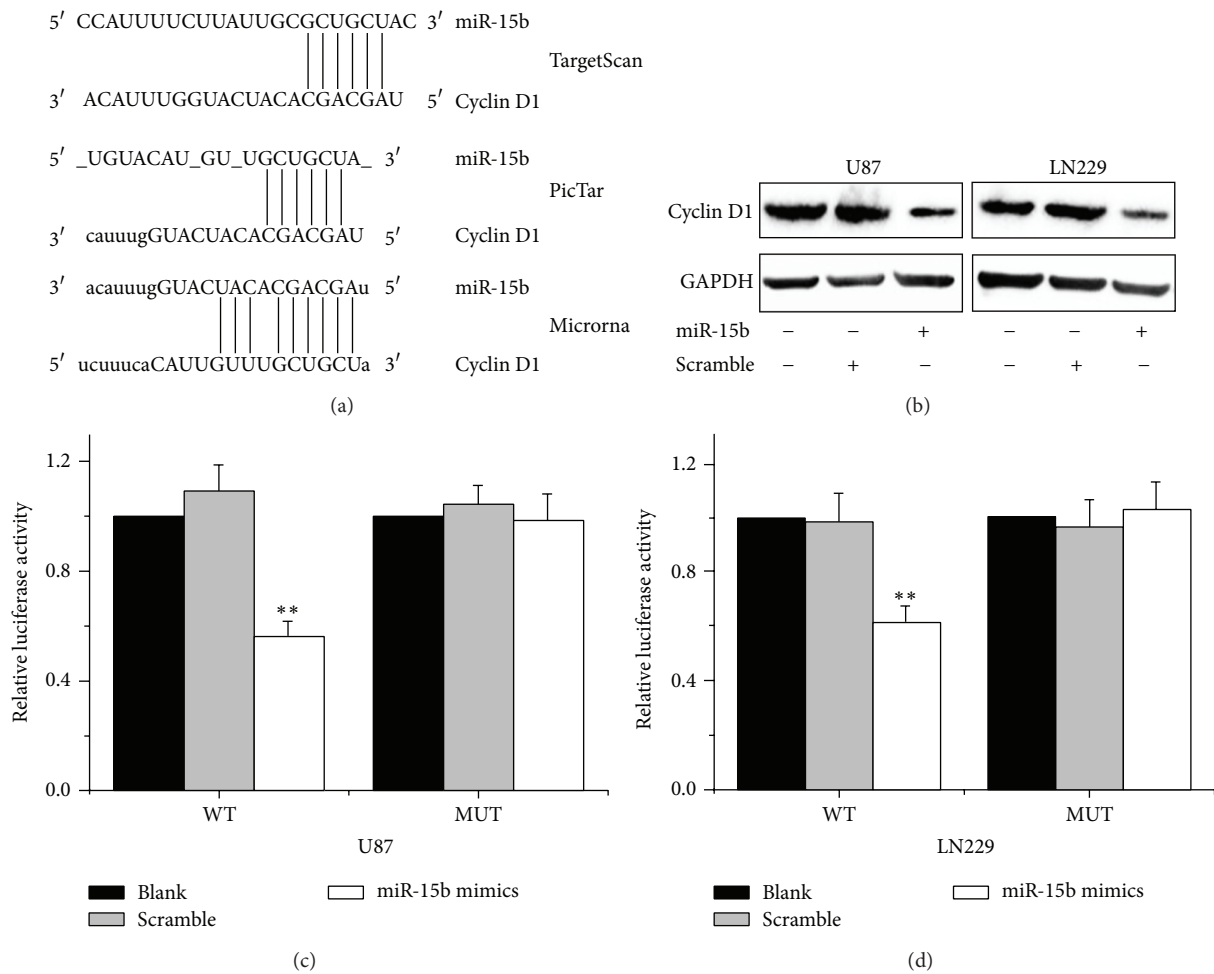 5′ CCAUUUUCUUAUUGCGCUGCUAC 3′ miR-15b
TargetScan
3′ ACAUUUGGUACUACACGACGAU 5′ Cyclin D1
5′ _UGUACAU_GU_UGCUGCUA_ 3′ miR-15b
PicTar
3′ cauuugGUACUACACGACGAU 5′ Cyclin D1
3′ acauuugGUACUACACGACGAu 5′ miR-15b
Microrna
5′ ucuuucaCAUUGUUUGCUGCUa 3′ Cyclin D1
(a)
U87 LN229
Cyclin D1
GAPDH
miR-15b − − + − − +
Scramble − + − − + −
(b)
Relative luciferase activity
1.2
0.8
0.4
0.0
**
WT MUT
U87
Blank miR-15b mimics
Scramble
(c)
Relative luciferase activity
1.2
0.8
0.4
0.0
**
WT MUT
LN229
Blank miR-15b mimics
Scramble
(d)